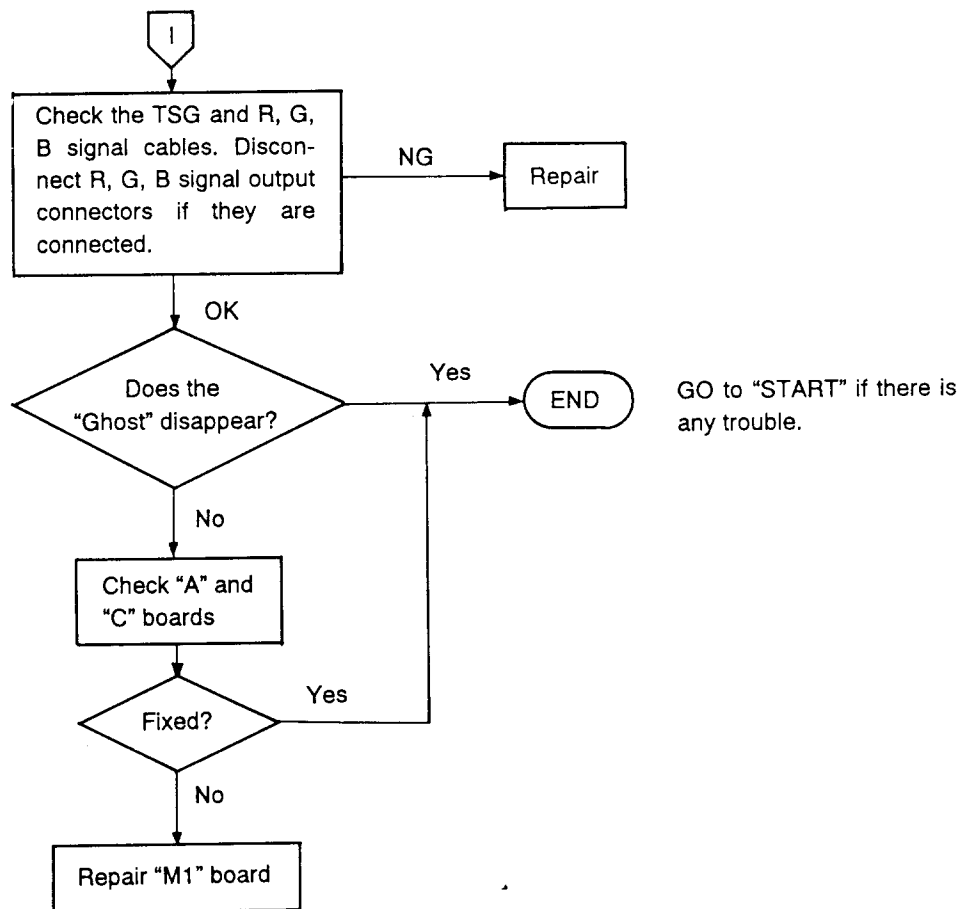 1
Check the TSG and R, G,
B signal cables. Discon-
nect R, G, B signal output
connectors if they are
connected.
NG
Repair
OK
Does the
“Ghost” disappear?
Yes
END
GO to “START” if there is
any trouble.
No
Check “A” and
“C” boards
Fixed?
Yes
No
Repair “M1” board